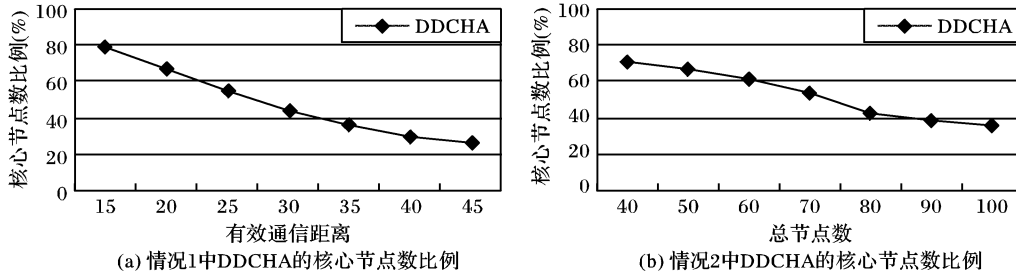 核心节点数比例(%)
100
80
60
40
20
0
DDCHA
15 20 25 30 35 40 45
有效通信距离
(a) 情况1中DDCHA的核心节点数比例
核心节点数比例(%)
100
80
60
40
20
0
DDCHA
40 50 60 70 80 90 100
总节点数
(b) 情况2中DDCHA的核心节点数比例